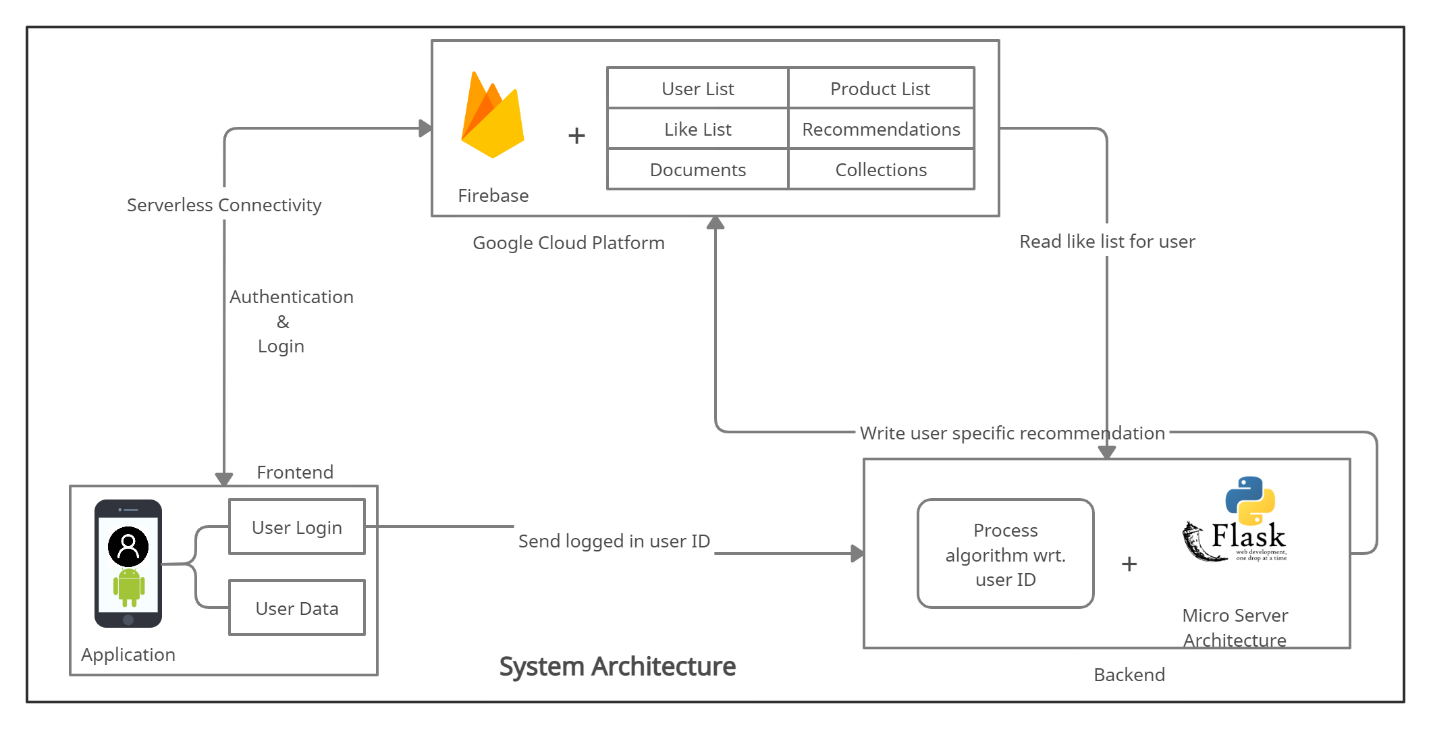 User List
Product List
+
Like List
Recommendations
Documents
Collections
Firebase
Google Cloud Platform
Serverless Connectivity
Read like list for user
Authentication
&
Login
Write user specific recommendation
Frontend
User Login
User Data
Application
Send logged in user ID
Process
algorithm wrt.
user ID
+
Flask
web development,
one drop at a time
Micro Server
Architecture
Backend
System Architecture